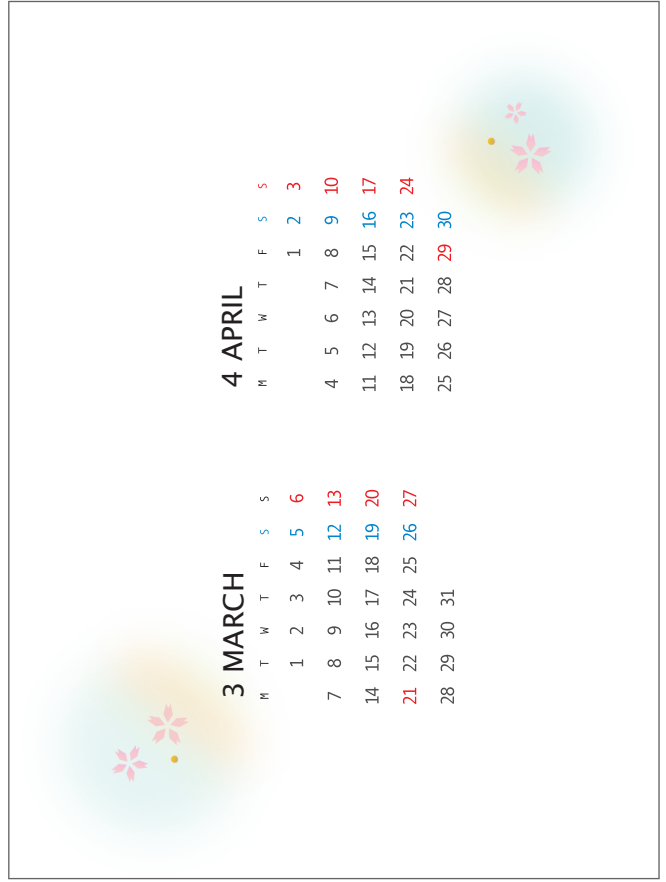 3 MARCH
M T W T F S S
1 2 3 4 5 6
7 8 9 10 11 12 13
14 15 16 17 18 19 20
21 22 23 24 25 26 27
28 29 30 31
4 APRIL
M T W T F S S
1 2 3
4 5 6 7 8 9 10
11 12 13 14 15 16 17
18 19 20 21 22 23 24
25 26 27 28 29 30